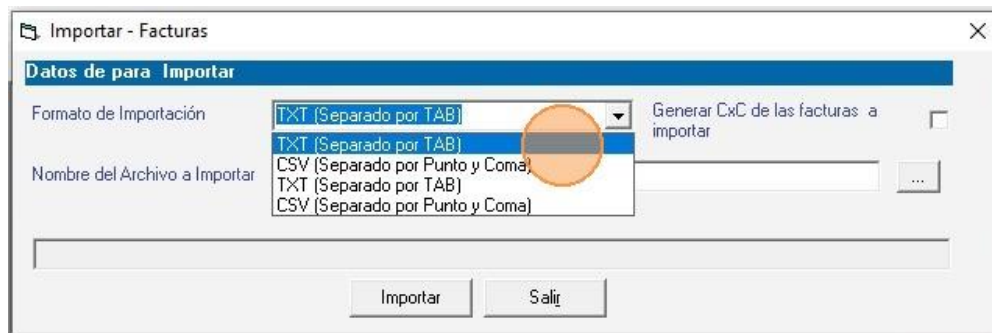 Importar - Facturas
Datos de para Importar
Formato de Importación
TXT (Separado por TAB)
Generar CxC de las facturas a
importar
TXT (Separado por TAB)
CSV (Separado por Punto y Coma)
Nombre del Archivo a Importar
...
TXT (Separado por TAB)
CSV (Separado por Punto y Coma)
Importar
Salir